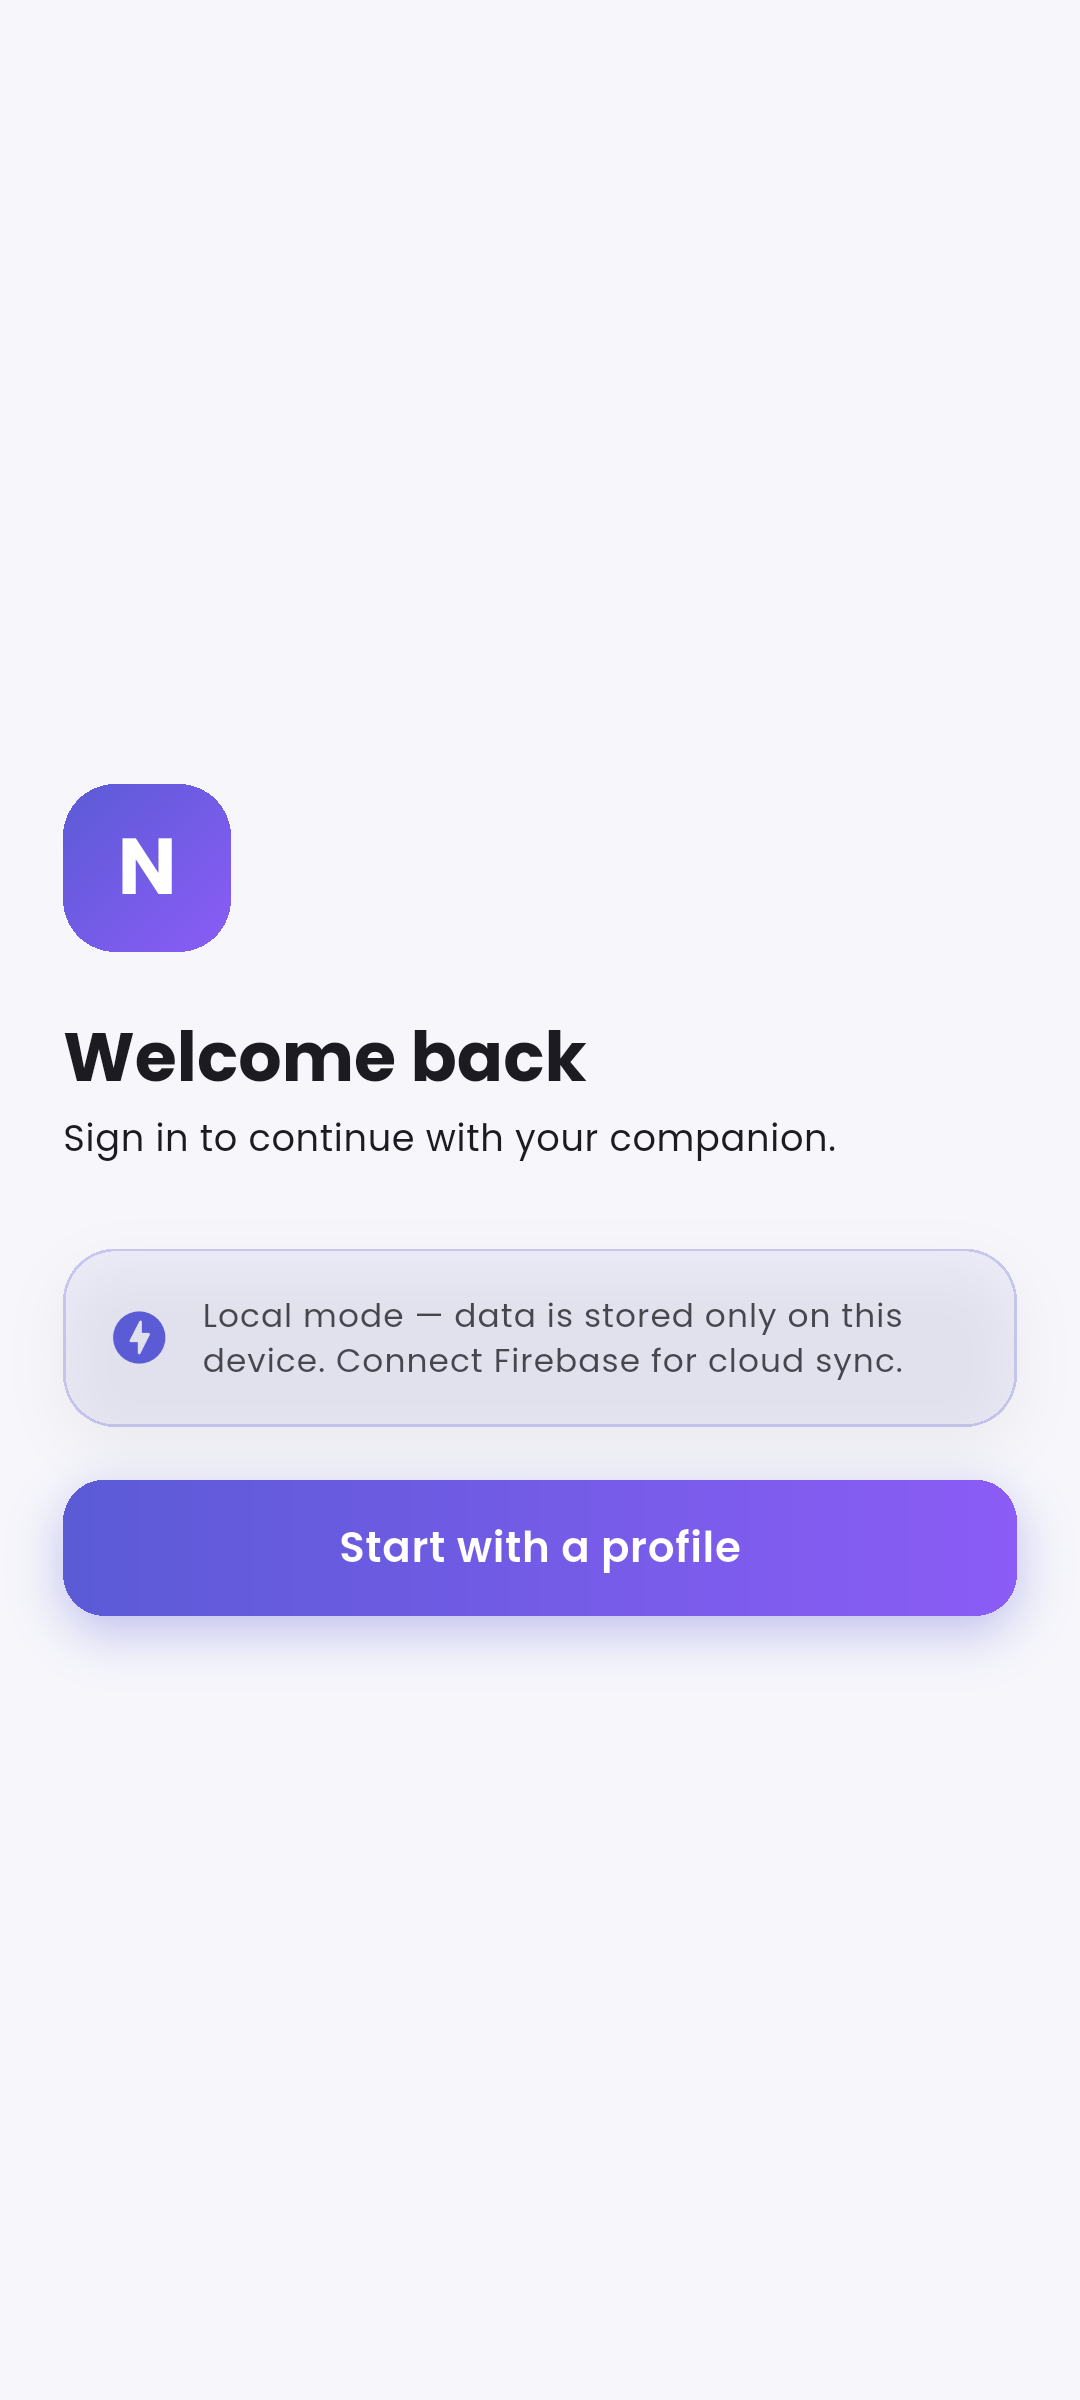 N
Welcome back
Sign in to continue with your companion.
Local mode — data is stored only on this
device. Connect Firebase for cloud sync.
Start with a profile